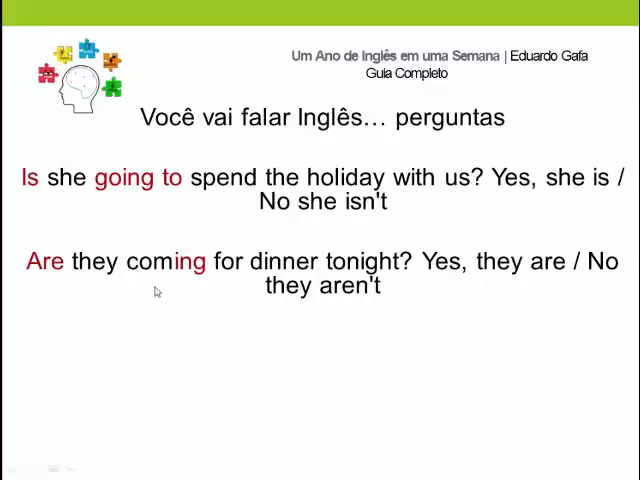 Um Ano de Inglês em uma Semana | Eduardo Gafa
Guia Completo
Você vai falar Inglês… perguntas
Is she going to spend the holiday with us? Yes, she is /
No she isn't
Are they coming for dinner tonight? Yes, they are / No
they aren't